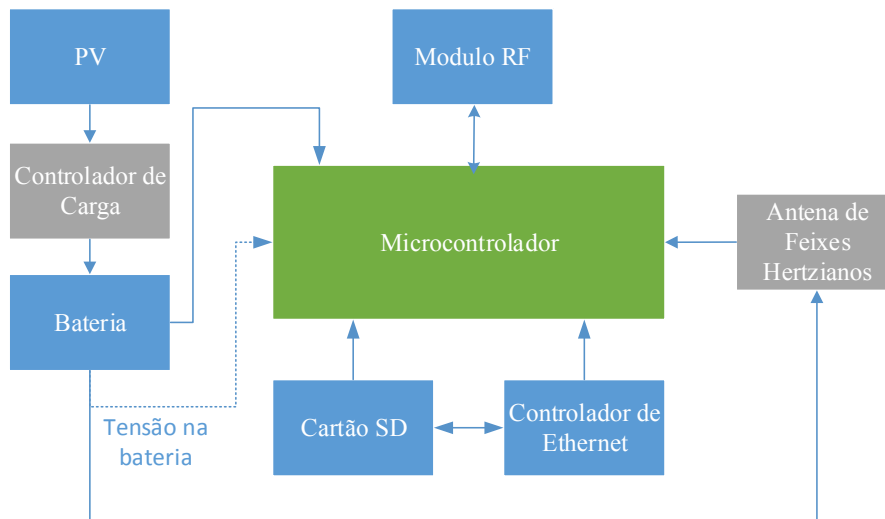 PV
Modulo RF
Controlador de
Carga
Microcontrolador
Antena de
Feixes
Hertzianos
Bateria
Tensão na
bateria
Cartão SD
Controlador de
Ethernet